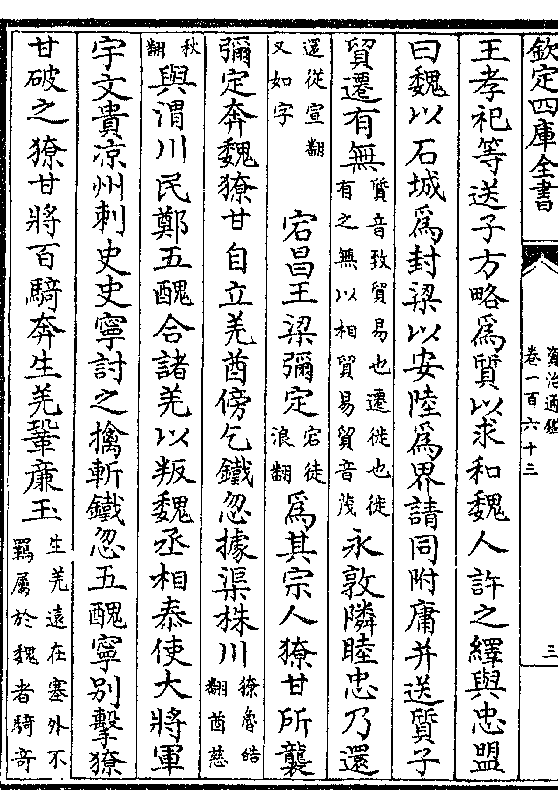 欽定四庫全書
資治通鑑
卷一百六十三
三
王孝祀等送子方略爲質以求和魏人許之繹與忠盟
曰魏以石城爲封梁以安陸爲界請同附庸并送質子
貿遷有無質音致貿易也遷徙也徙
有之無以相貿易貿音茂永敦隣睦忠乃還
還從宣翻
又如字宕昌王梁彌定宕徒
浪翻爲其宗人獠甘所襲
彌定奔魏獠甘自立羌酋傍乞鐵忽據渠株川獠魯皓
翻酋慈
秋
翻與渭川民鄭五醜合諸羌以叛魏丞相泰使大將軍
宇文貴凉州刺史史寧討之擒斬鐵忽五醜寧别擊獠
甘破之獠甘將百騎奔生羌鞏廉玉生羌遠在塞外不
羈屬於魏者騎奇